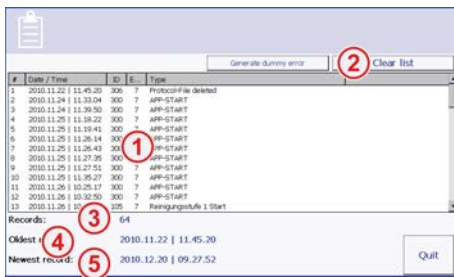 Generate dummy error
2 Clear list
# Date / Time ID E... Type
1 2010.11.22 | 11.45.20 306 7 Protocol-File deleted
2 2010.11.24 | 11.33.04 300 7 APP-START
3 2010.11.24 | 11.39.50 300 7 APP-START
4 2010.11.25 | 11.18.22 300 7 APP-START
5 2010.11.25 | 11.19.41 300 7 APP-START
6 2010.11.25 | 11.26.14 300 APP-START
7 2010.11.25 | 11.26.43 300 1 APP-START
8 2010.11.25 | 11.27.35 300 APP-START
9 2010.11.25 | 11.27.51 300 7 APP-START
10 2010.11.25 | 11.35.27 300 7 APP-START
11 2010.11.26 | 10.25.17 300 7 APP-START
12 2010.11.26 | 10.32.50 300 7 APP-START
13 2010.11.26 | 10. 105 7 Reinigungsstufe 1 Start
Records: 3 64
Oldest 4 2010.11.22 | 11.45.20
Newest record: 5 2010.12.20 | 09.27.52
Quit